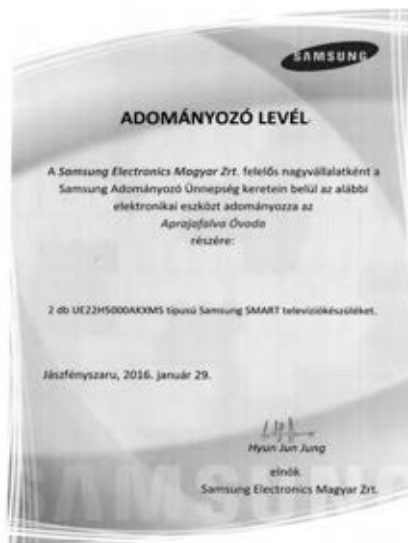 SAMSUNG
ADOMÁNYOZÓ LEVÉL
A Samsung Electronics Magyar Zrt. felelős nagyvállalatként a
Samsung Adományozó Ünnepség keretein belül az alábbi
elektronikai eszközt adományozza az
Aprajafalva Óvoda
részére:
2 db UE22H5000AKXMS típusú Samsung SMART televíziókészüléket.
Jászfényszaru, 2016. január 29.
Hyun Jun Jung
elnök
Samsung Electronics Magyar Zrt.
SAMSUNG